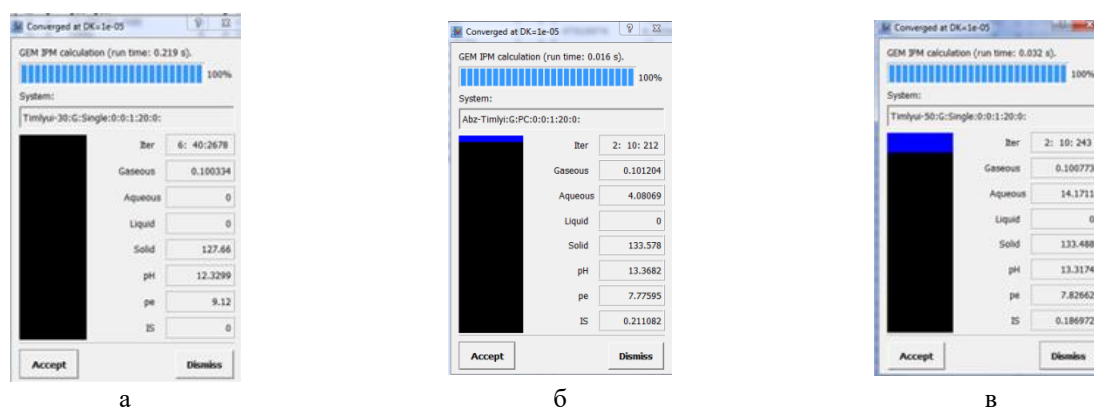 Converged at DK=1e-05
GEM IPM calculation (run time: 0.219 s).
100%
System:
Timlyui-30:G:Single:0:0:1:20:0:
Iter 6: 40:2678
Gaseous 0.100334
Aqueous 0
Liquid 0
Solid 127.66
pH 12.3299
pe 9.12
IS 0
Accept Dismiss
а
Converged at DK=1e-05
GEM IPM calculation (run time: 0.016 s).
100%
System:
Abz-Timlyi:G:PC:0:0:1:20:0:
Iter 2: 10: 212
Gaseous 0.101204
Aqueous 4.08069
Liquid 0
Solid 133.578
pH 13.3682
pe 7.77595
IS 0.211082
Accept Dismiss
б
Converged at DK=1e-05
GEM IPM calculation (run time: 0.032 s).
100%
System:
Timlyui-50:G:Single:0:0:1:20:0:
Iter 2: 10: 243
Gaseous 0.100773
Aqueous 14.1711
Liquid 0
Solid 133.488
pH 13.3174
pe 7.82662
IS 0.186972
Accept Dismiss
в